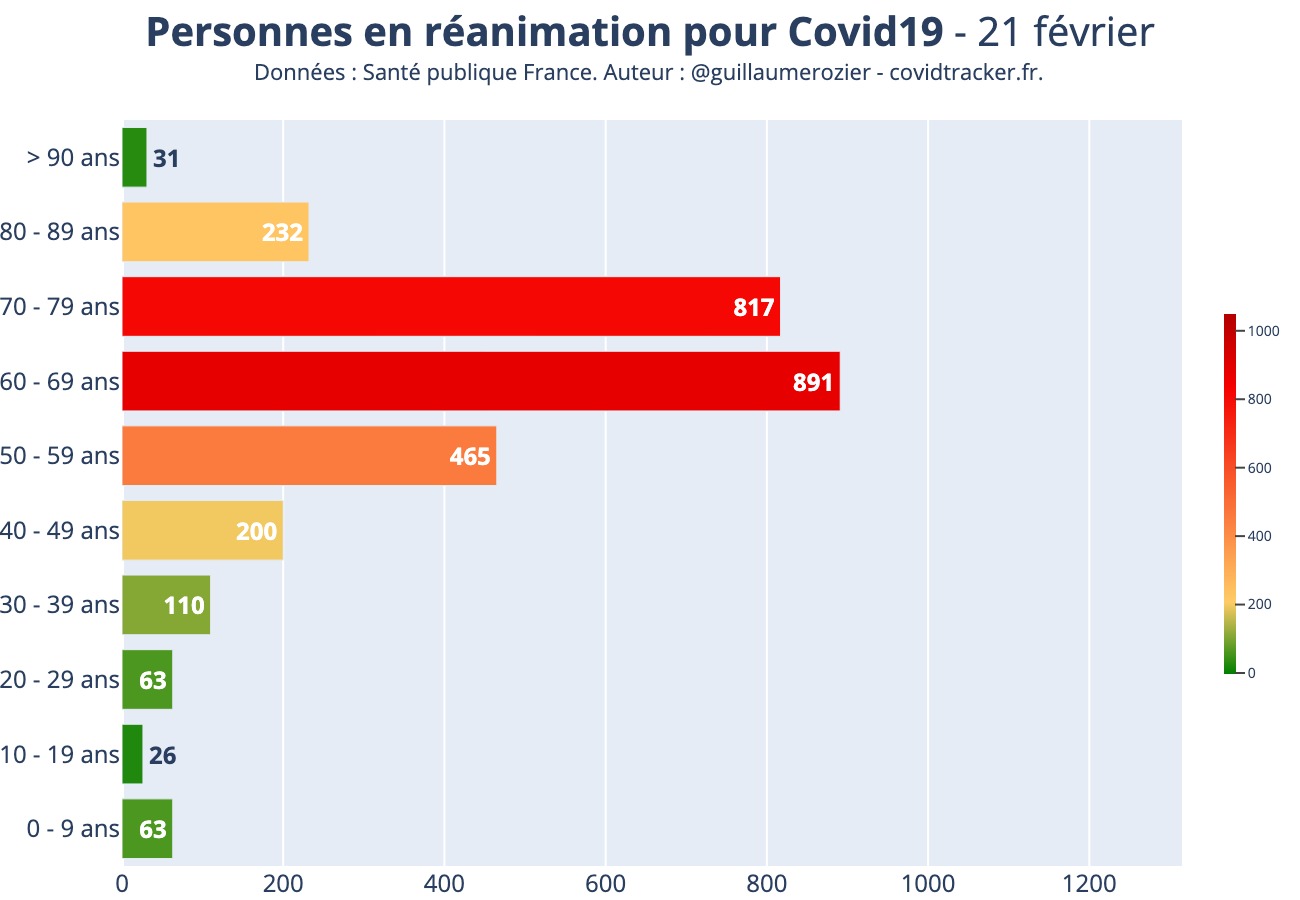 Personnes en réanimation pour Covid19 - 21 février
Données : Santé publique France. Auteur : @guillaumerozier - covidtracker.fr.
> 90 ans 31
80 - 89 ans 232
70 - 79 ans 817
60 - 69 ans 891
50 - 59 ans 465
40 - 49 ans 200
30 - 39 ans 110
20 - 29 ans 63
10 - 19 ans 26
0 - 9 ans 63
0 200 400 600 800 1000 1200
1000
800
600
400
200
0